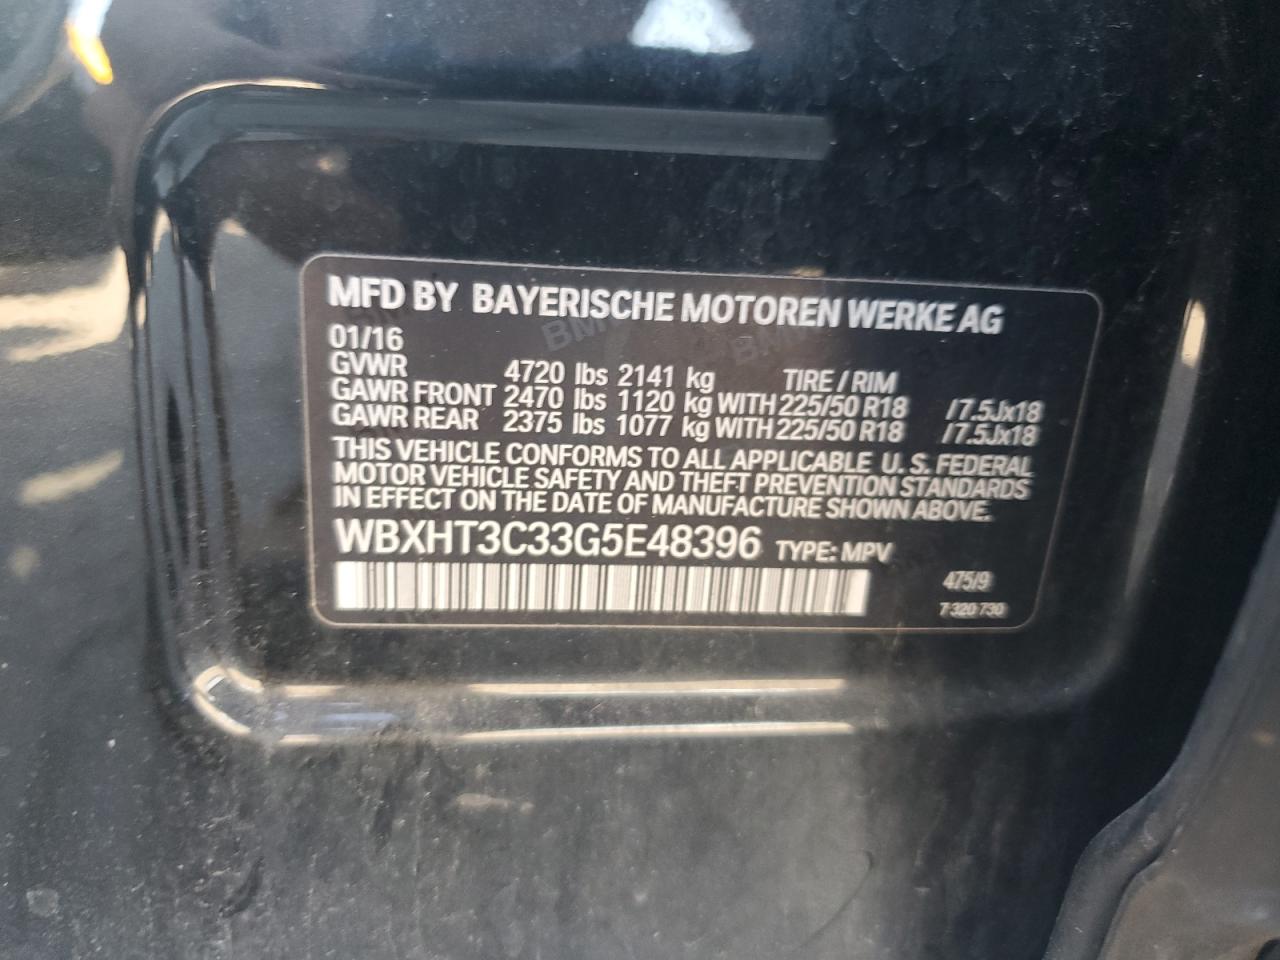 MFD BY BAYERISCHE MOTOREN WERKE AG
01/16
GVWR 4720 lbs 2141 kg TIRE / RIM
GAWR FRONT 2470 lbs 1120 kg WITH 225/50 R18 /7.5Jx18
GAWR REAR 2375 lbs 1077 kg WITH 225/50 R18 /7.5Jx18
THIS VEHICLE CONFORMS TO ALL APPLICABLE U.S. FEDERAL
MOTOR VEHICLE SAFETY AND THEFT PREVENTION STANDARDS
IN EFFECT ON THE DATE OF MANUFACTURE SHOWN ABOVE.
WBXHT3C33G5E48396 TYPE: MPV
475/9
7 320 730